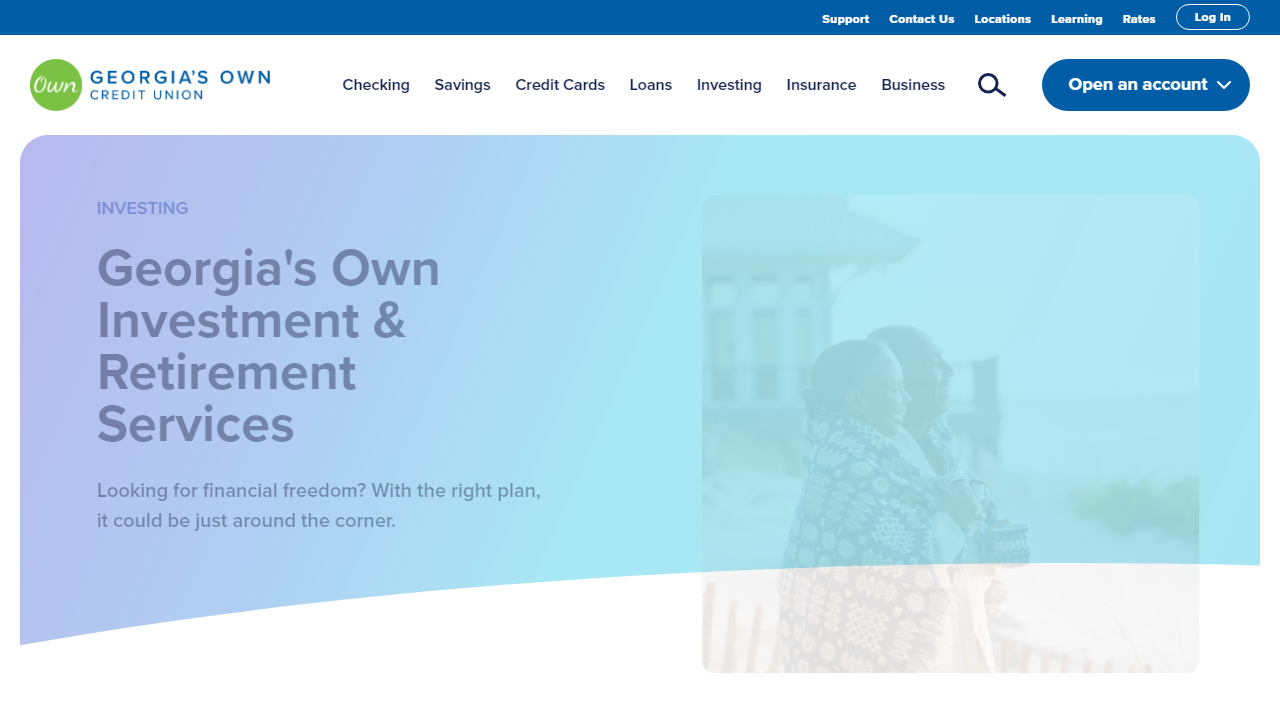 Support Contact Us Locations Learning Rates Log In
Own GEORGIA'S OWN
CREDIT UNION
Checking Savings Credit Cards Loans Investing Insurance Business Open an account
INVESTING
Georgia's Own
Investment &
Retirement
Services
Looking for financial freedom? With the right plan,
it could be just around the corner.